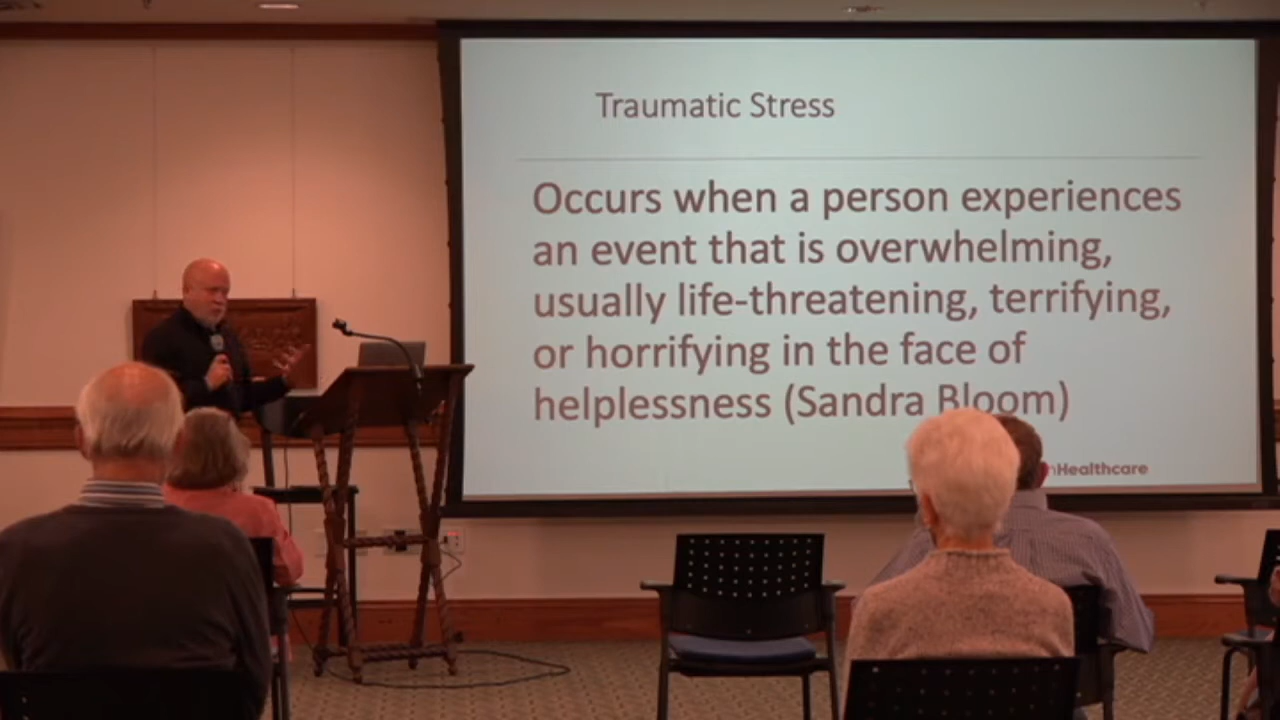 Traumatic Stress
Occurs when a person experiences
an event that is overwhelming,
usually life-threatening, terrifying,
or horrifying in the face of
helplessness (Sandra Bloom)
Healthcare